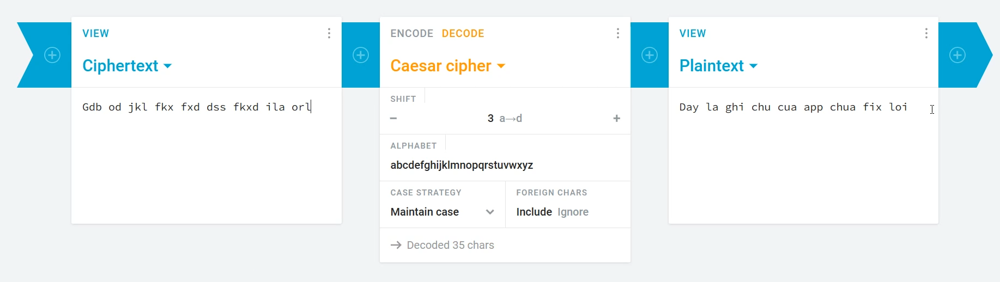 VIEW
Ciphertext
Gdb od jkl fkx fxd dss fkxd ila orl
ENCODE DECODE
Caesar cipher
SHIFT
− 3 a→d +
ALPHABET
abcdefghijklmnopqrstuvwxyz
CASE STRATEGY
Maintain case
FOREIGN CHARS
Include Ignore
→ Decoded 35 chars
VIEW
Plaintext
Day la ghi chu cua app chua fix loi